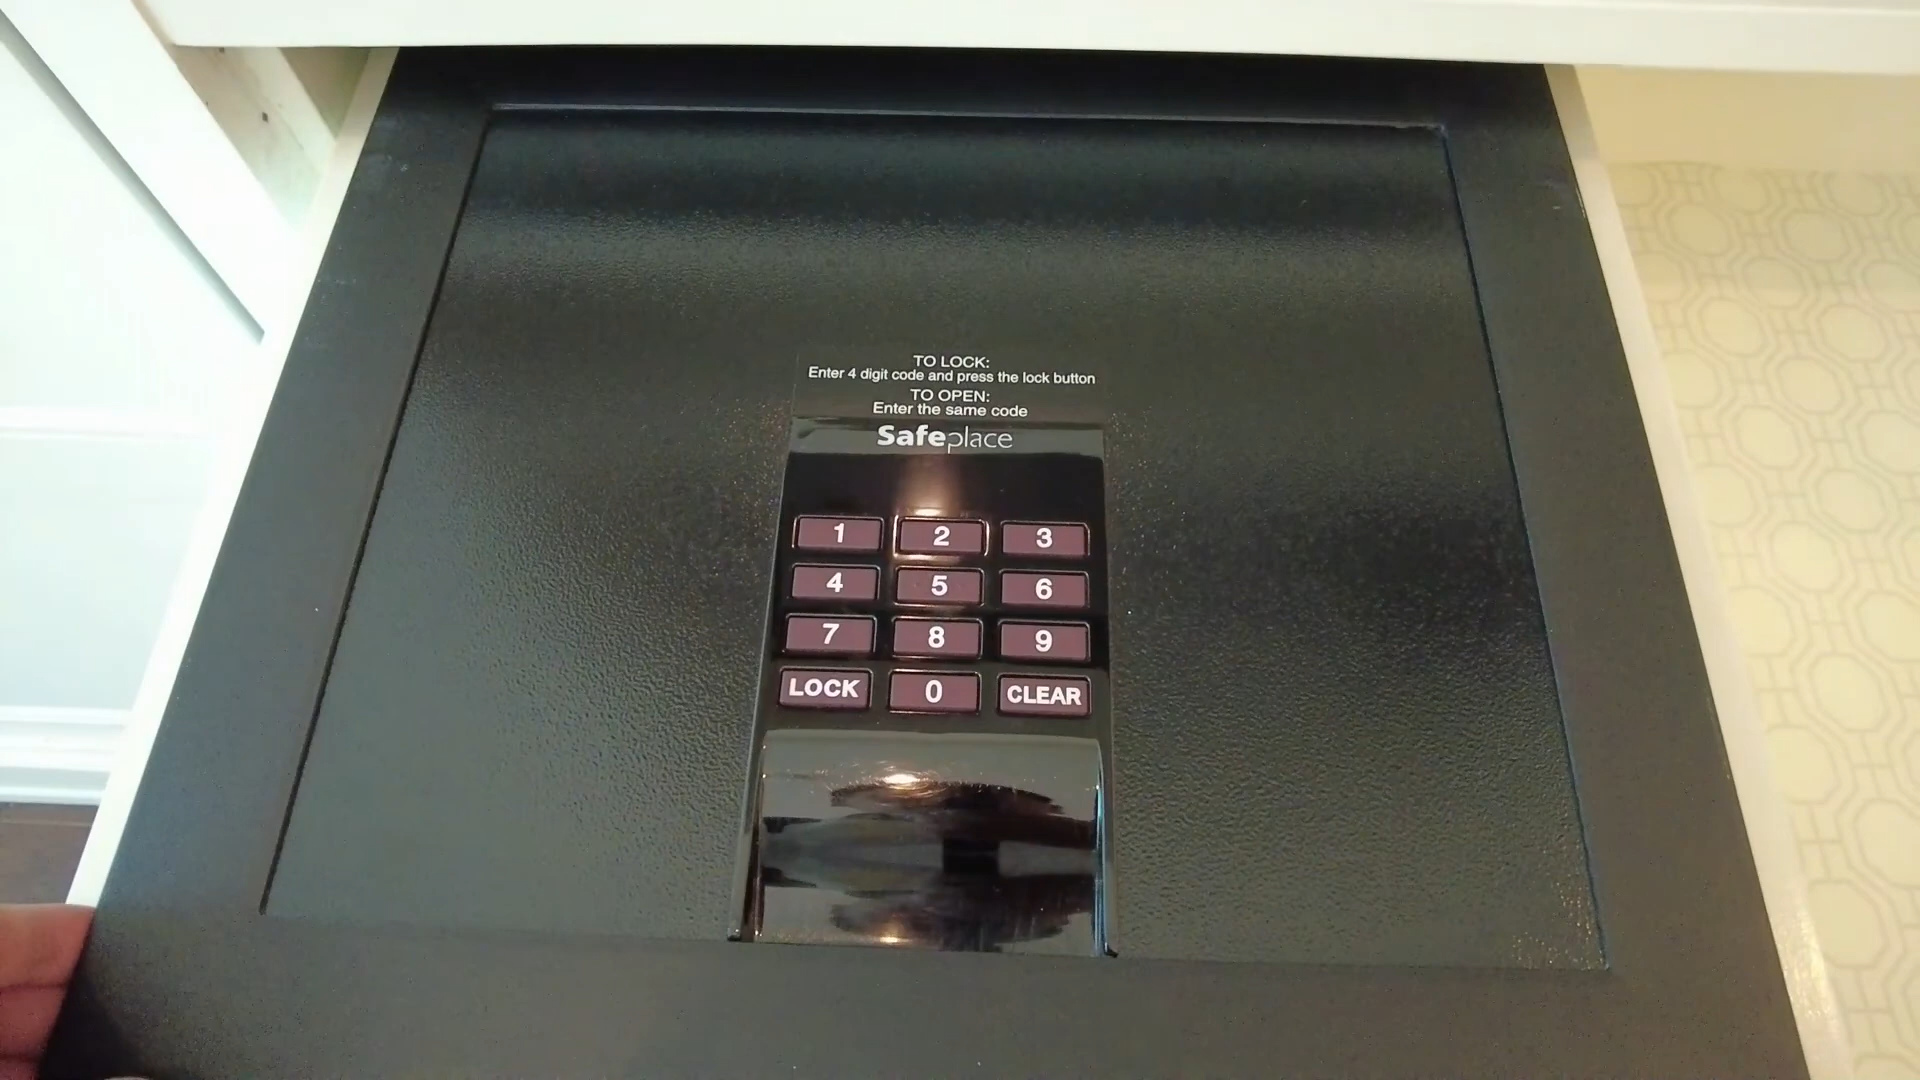 TO LOCK:
Enter 4 digit code and press the lock button
TO OPEN:
Enter the same code
Safeplace
1 2 3
4 5 6
7 8 9
LOCK 0 CLEAR